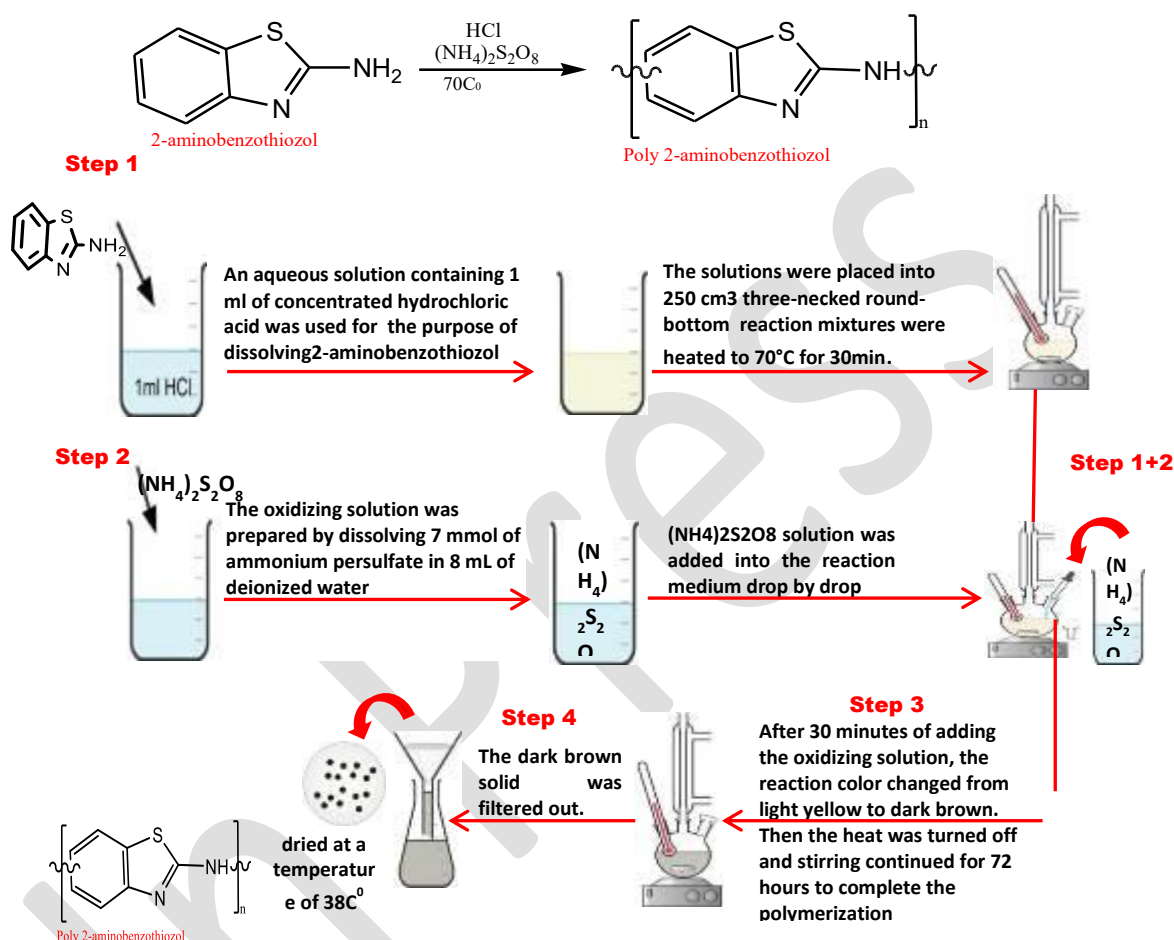 HCl
(NH₄)₂S₂O₈
70C₀
S
N
NH₂
S
N
NH
n
2-aminobenzothiozol
Poly 2-aminobenzothiozol
Step 1
S
N
NH₂
1ml HCl
An aqueous solution containing 1
ml of concentrated hydrochloric
acid was used for the purpose of
dissolving2-aminobenzothiozol
The solutions were placed into
250 cm3 three-necked round-
bottom reaction mixtures were
heated to 70°C for 30min.
Step 2
(NH₄)₂S₂O₈
The oxidizing solution was
prepared by dissolving 7 mmol of
ammonium persulfate in 8 mL of
deionized water
(N
H₄)
₂S₂
O
(NH4)2S2O8 solution was
added into the reaction
medium drop by drop
Step 1+2
(N
H₄)
₂S₂
O
Step 3
After 30 minutes of adding
the oxidizing solution, the
reaction color changed from
light yellow to dark brown.
Then the heat was turned off
and stirring continued for 72
hours to complete the
polymerization
Step 4
The dark brown
solid was
filtered out.
dried at a
temperatur
e of 38C⁰
S
N
NH
n
Poly 2-aminobenzothiozol
In Press